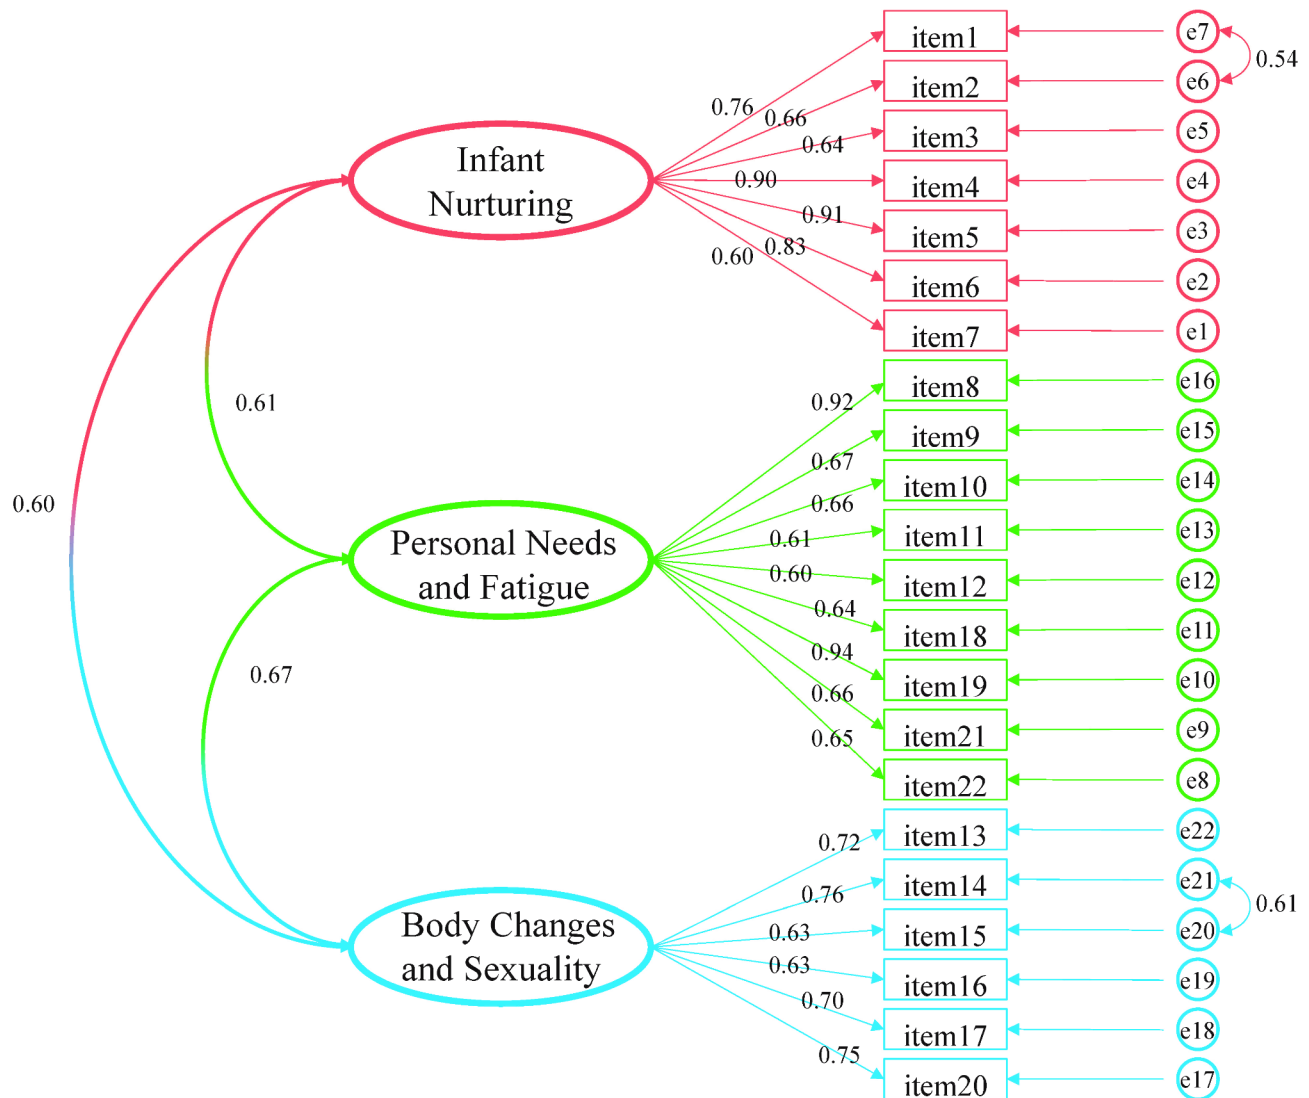 item1
e7
0.54
item2
e6
0.76
0.66
item3
e5
0.64
Infant
Nurturing
0.90
item4
e4
0.91
item5
e3
0.83
0.60
item6
e2
item7
e1
item8
e16
0.92
0.61
item9
e15
0.67
item10
e14
0.66
0.60
Personal Needs
and Fatigue
item11
e13
0.61
0.60
item12
e12
0.64
item18
e11
0.94
item19
e10
0.67
0.66
item21
e9
0.65
item22
e8
item13
e22
0.72
item14
e21
0.76
0.61
Body Changes
and Sexuality
item15
e20
0.63
0.63
item16
e19
0.70
item17
e18
0.75
item20
e17